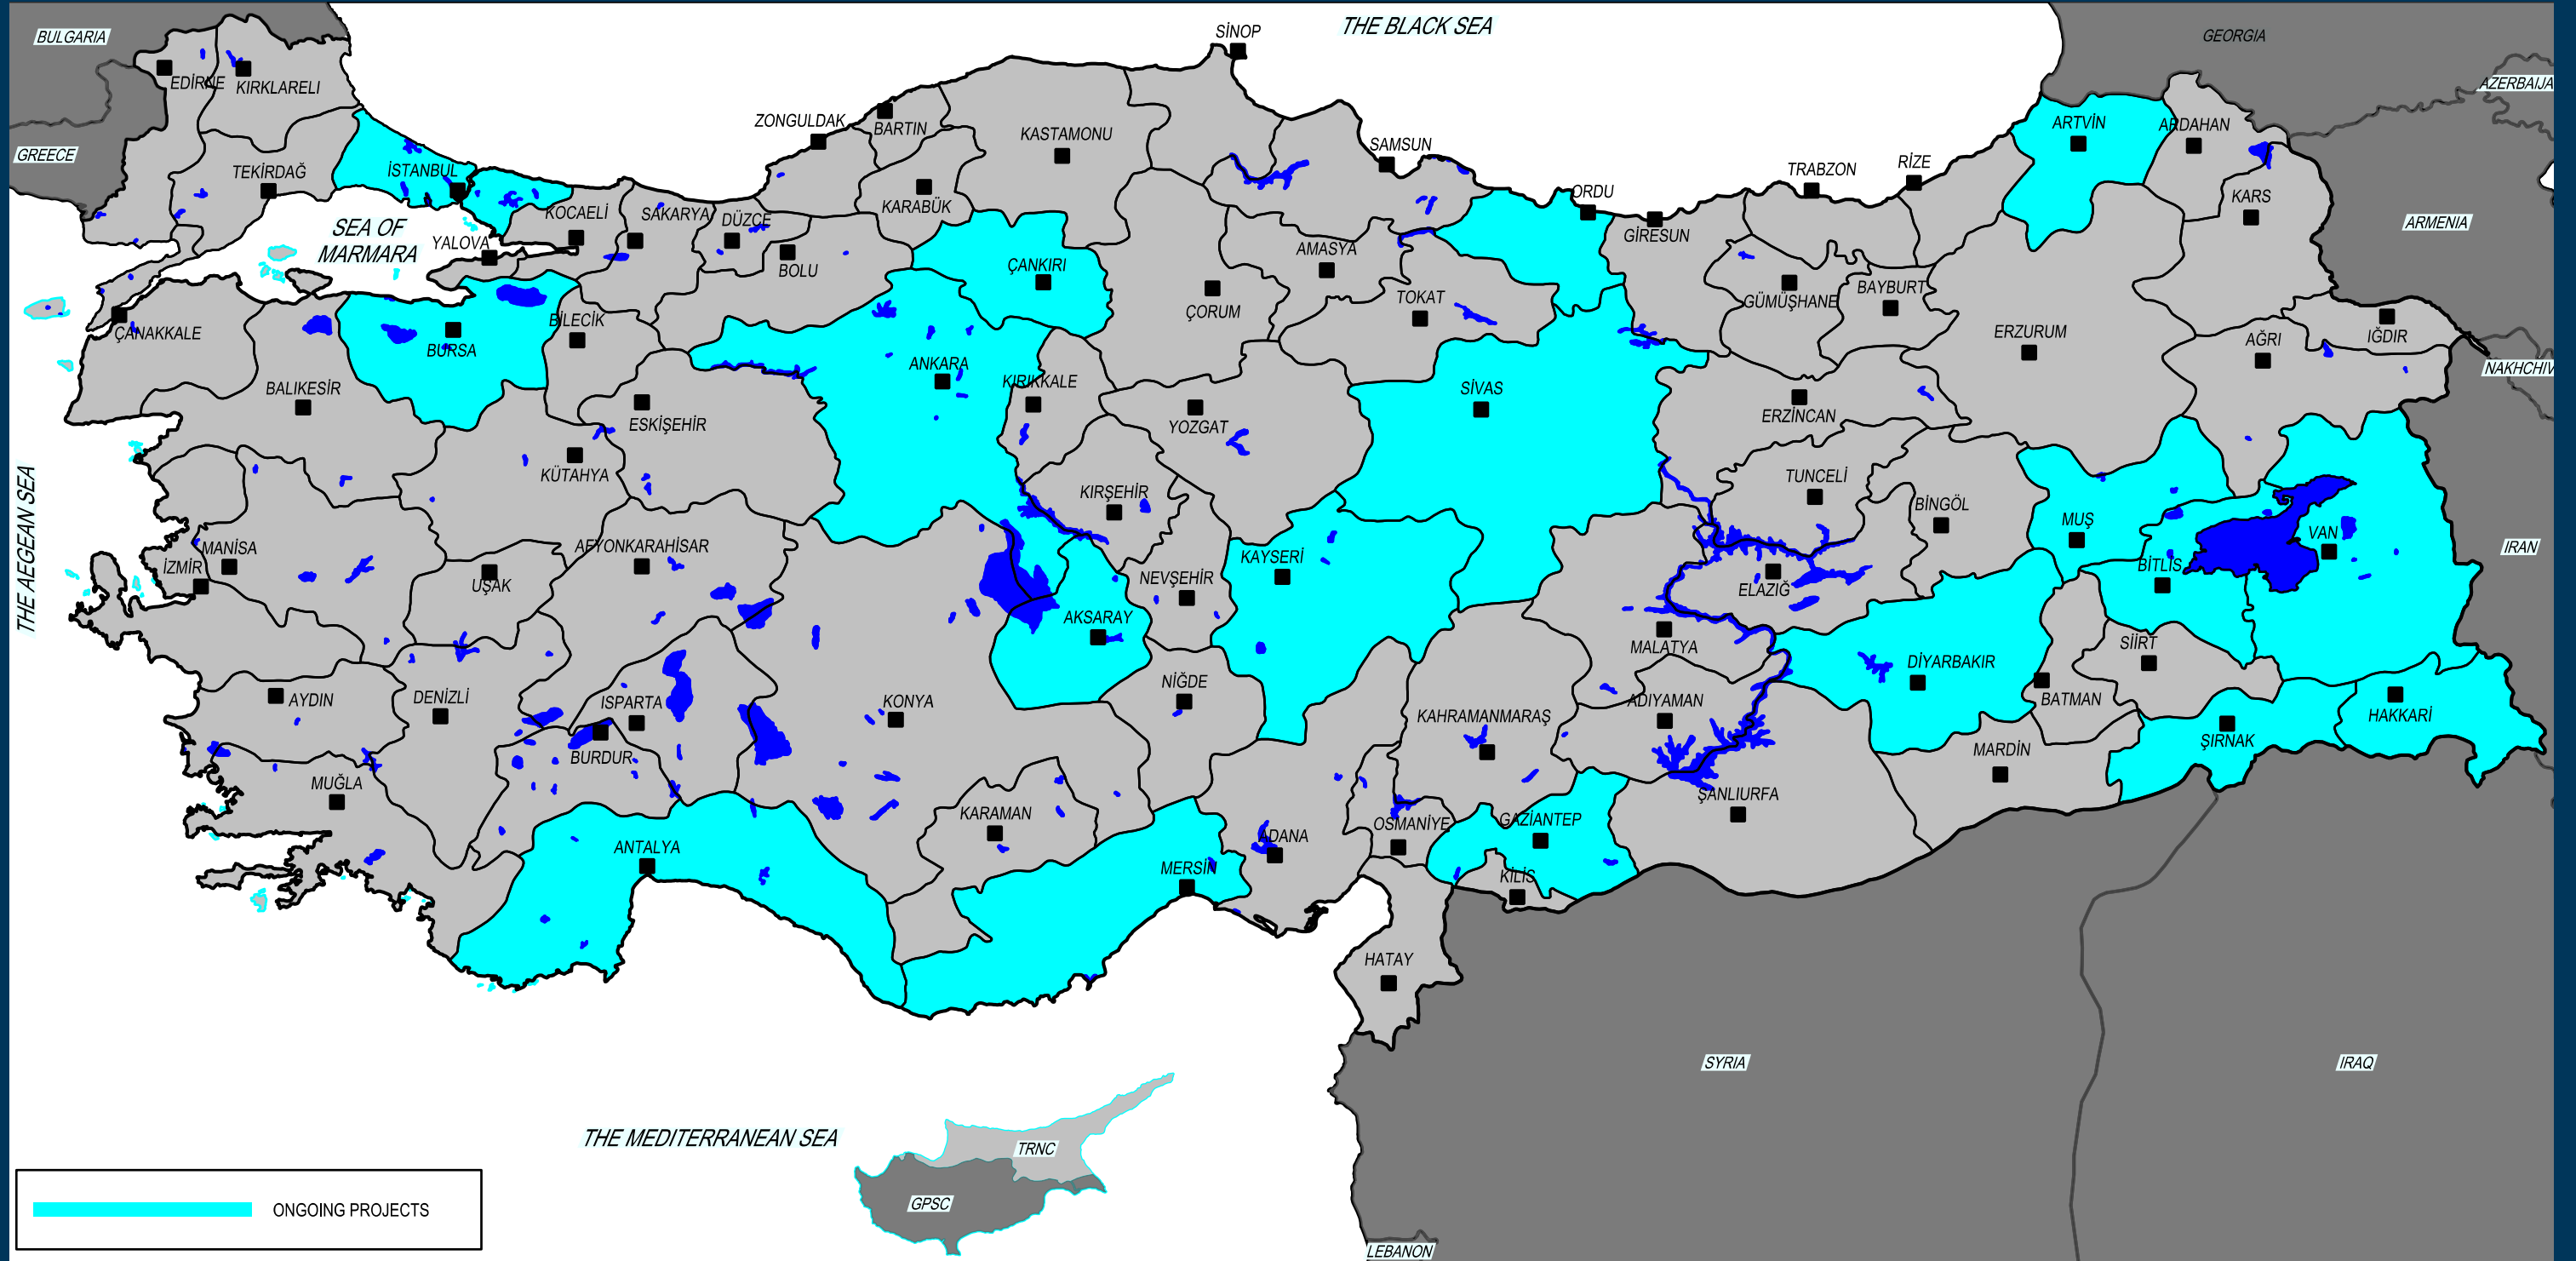 THE BLACK SEA
SİNOP
BULGARIA
GEORGIA
EDİRNE
KIRKLARELİ
AZERBAIJA
ZONGULDAK
BARTIN
KASTAMONU
SAMSUN
ARTVİN
ARDAHAN
GREECE
TEKİRDAĞ
İSTANBUL
KARABÜK
TRABZON
RİZE
ORDU
KARS
KOCAELİ
SAKARYA
DÜZCE
SEA OF
MARMARA
YALOVA
BOLU
ÇANKIRI
AMASYA
GİRESUN
ARMENIA
ÇORUM
TOKAT
GÜMÜŞHANE
BAYBURT
ÇANAKKALE
BURSA
BİLECİK
ERZURUM
AĞRI
IĞDIR
ANKARA
KIRIKKALE
NAKHCHIV
BALIKESİR
ESKİŞEHİR
YOZGAT
SİVAS
ERZİNCAN
KÜTAHYA
KIRŞEHİR
TUNCELİ
BİNGÖL
MUŞ
VAN
IRAN
THE AEGEAN SEA
MANİSA
İZMİR
UŞAK
AFYONKARAHİSAR
KAYSERİ
NEVŞEHİR
ELAZIĞ
BİTLİS
AKSARAY
MALATYA
DİYARBAKIR
SİİRT
AYDIN
DENİZLİ
ISPARTA
KONYA
NİĞDE
KAHRAMANMARAŞ
ADIYAMAN
BATMAN
HAKKARİ
BURDUR
MARDİN
ŞIRNAK
MUĞLA
KARAMAN
ŞANLIURFA
ANTALYA
ADANA
OSMANİYE
GAZİANTEP
MERSİN
KİLİS
HATAY
SYRIA
IRAQ
THE MEDITERRANEAN SEA
TRNC
GPSC
ONGOING PROJECTS
LEBANON